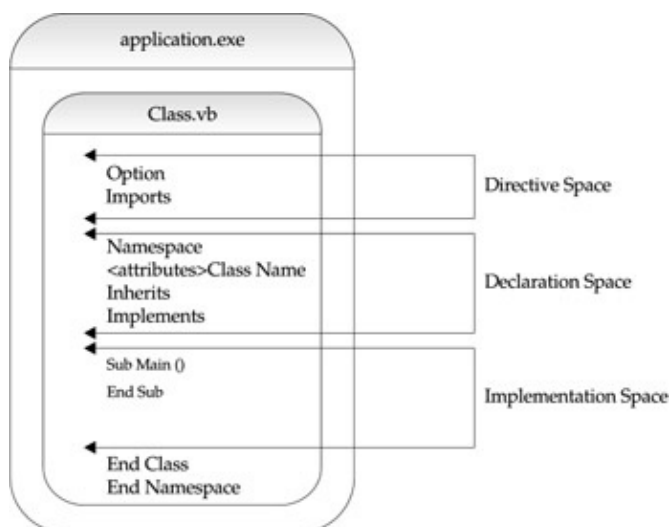 application.exe
Class.vb
Option
Imports
Directive Space
Namespace
<attributes>Class Name
Inherits
Implements
Declaration Space
Sub Main ()
End Sub
Implementation Space
End Class
End Namespace